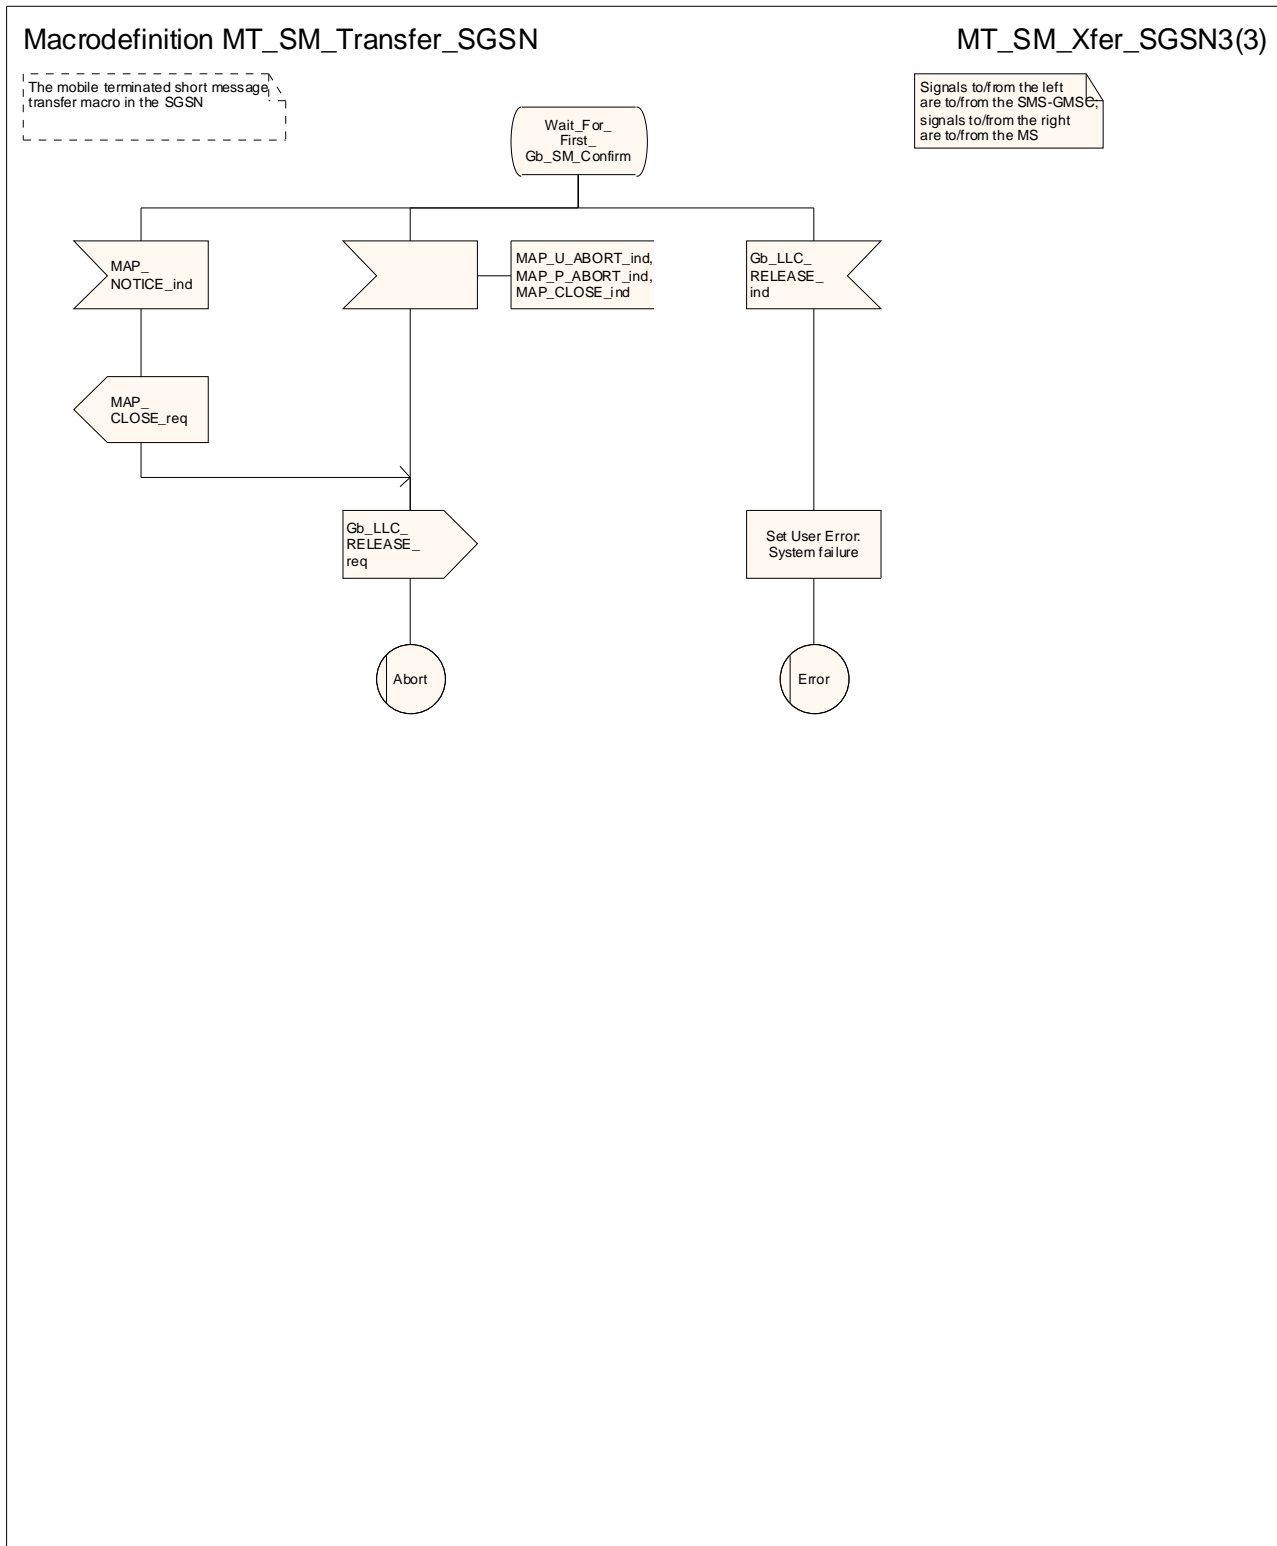 Macrodefinition MT_SM_Transfer_SGSN
MT_SM_Xfer_SGSN3(3)
The mobile terminated short message
transfer macro in the SGSN
Signals to/from the left
are to/from the SMS-GMSC;
signals to/from the right
are to/from the MS
Wait_For_
First_
Gb_SM_Confirm
MAP_
NOTICE_ind
MAP_U_ABORT_ind,
MAP_P_ABORT_ind,
MAP_CLOSE_ind
Gb_LLC_
RELEASE_
ind
MAP_
CLOSE_req
Gb_LLC_
RELEASE_
req
Set User Error:
System failure
Abort
Error